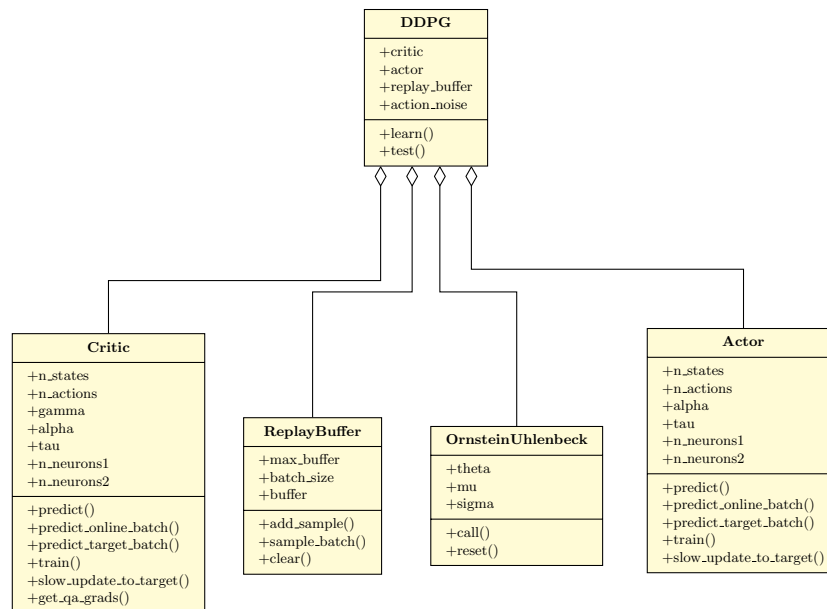 DDPG
+critic
+actor
+replay_buffer
+action_noise
+learn()
+test()
Critic
+n_states
+n_actions
+gamma
+alpha
+tau
+n_neurons1
+n_neurons2
+predict()
+predict_online_batch()
+predict_target_batch()
+train()
+slow_update_to_target()
+get_qa_grads()
ReplayBuffer
+max_buffer
+batch_size
+buffer
+add_sample()
+sample_batch()
+clear()
OrnsteinUhlenbeck
+theta
+mu
+sigma
+call()
+reset()
Actor
+n_states
+n_actions
+alpha
+tau
+n_neurons1
+n_neurons2
+predict()
+predict_online_batch()
+predict_target_batch()
+train()
+slow_update_to_target()